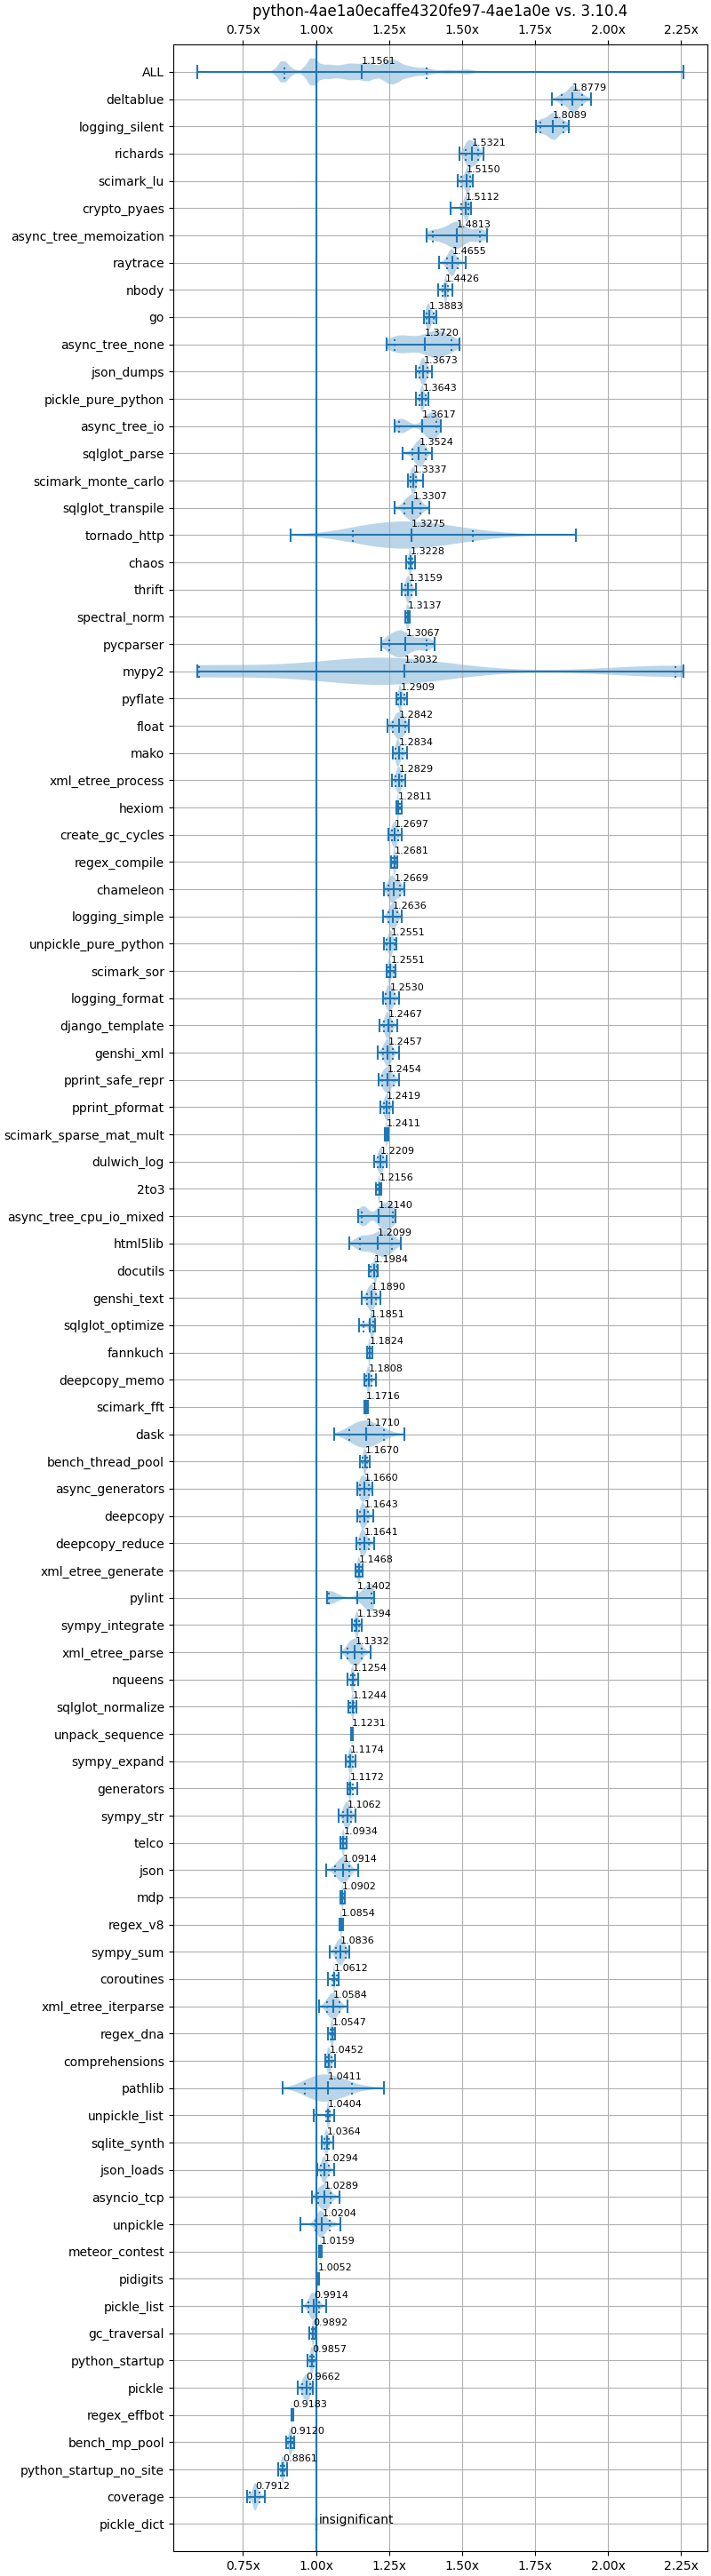 python-4ae1a0ecaffe4320fe97-4ae1a0e vs. 3.10.4
0.75x 1.00x 1.25x 1.50x 1.75x 2.00x 2.25x
ALL 1.1561
deltablue 1.8779
logging_silent 1.8089
richards 1.5321
scimark_lu 1.5150
crypto_pyaes 1.5112
async_tree_memoization 1.4813
raytrace 1.4655
nbody 1.4426
go 1.3883
async_tree_none 1.3720
json_dumps 1.3673
pickle_pure_python 1.3643
async_tree_io 1.3617
sqlglot_parse 1.3524
scimark_monte_carlo 1.3337
sqlglot_transpile 1.3307
tornado_http 1.3275
chaos 1.3228
thrift 1.3159
spectral_norm 1.3137
pycparser 1.3067
mypy2 1.3032
pyflate 1.2909
float 1.2842
mako 1.2834
xml_etree_process 1.2829
hexiom 1.2811
create_gc_cycles 1.2697
regex_compile 1.2681
chameleon 1.2669
logging_simple 1.2636
unpickle_pure_python 1.2551
scimark_sor 1.2551
logging_format 1.2530
django_template 1.2467
genshi_xml 1.2457
pprint_safe_repr 1.2454
pprint_pformat 1.2419
scimark_sparse_mat_mult 1.2411
dulwich_log 1.2209
2to3 1.2156
async_tree_cpu_io_mixed 1.2140
html5lib 1.2099
docutils 1.1984
genshi_text 1.1890
sqlglot_optimize 1.1851
fannkuch 1.1824
deepcopy_memo 1.1808
scimark_fft 1.1716
dask 1.1710
bench_thread_pool 1.1670
async_generators 1.1660
deepcopy 1.1643
deepcopy_reduce 1.1641
xml_etree_generate 1.1468
pylint 1.1402
sympy_integrate 1.1394
xml_etree_parse 1.1332
nqueens 1.1254
sqlglot_normalize 1.1244
unpack_sequence 1.1231
sympy_expand 1.1174
generators 1.1172
sympy_str 1.1062
telco 1.0934
json 1.0914
mdp 1.0902
regex_v8 1.0854
sympy_sum 1.0836
coroutines 1.0612
xml_etree_iterparse 1.0584
regex_dna 1.0547
comprehensions 1.0452
pathlib 1.0411
unpickle_list 1.0404
sqlite_synth 1.0364
json_loads 1.0294
asyncio_tcp 1.0289
unpickle 1.0204
meteor_contest 1.0159
pidigits 1.0052
pickle_list 0.9914
gc_traversal 0.9892
python_startup 0.9857
pickle 0.9662
regex_effbot 0.9183
bench_mp_pool 0.9120
python_startup_no_site 0.8861
coverage 0.7912
pickle_dict insignificant
0.75x 1.00x 1.25x 1.50x 1.75x 2.00x 2.25x